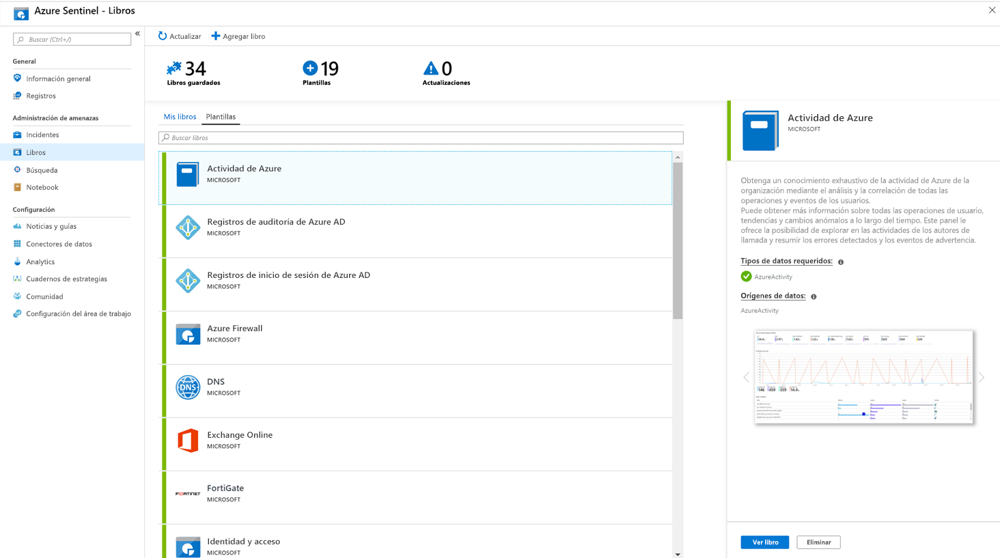 Azure Sentinel - Libros
Buscar (Ctrl+/)
«
General
Información general
Registros
Administración de amenazas
Incidentes
Libros
Búsqueda
Notebook
Configuración
Noticias y guías
Conectores de datos
Analytics
Cuadernos de estrategias
Comunidad
Configuración del área de trabajo
Actualizar
Agregar libro
34
Libros guardados
19
Plantillas
0
Actualizaciones
Mis libros
Plantillas
Buscar libros
Actividad de Azure
MICROSOFT
Registros de auditoría de Azure AD
MICROSOFT
Registros de inicio de sesión de Azure AD
MICROSOFT
Azure Firewall
MICROSOFT
DNS
DNS
MICROSOFT
Exchange Online
MICROSOFT
FORTINET
FortiGate
MICROSOFT
Identidad y acceso
MICROSOFT
Actividad de Azure
MICROSOFT
Obtenga un conocimiento exhaustivo de la actividad de Azure de la
organización mediante el análisis y la correlación de todas las
operaciones y eventos de los usuarios.
Puede obtener más información sobre todas las operaciones de usuario,
tendencias y cambios anómalos a lo largo del tiempo. Este panel le
ofrece la posibilidad de explorar en las actividades de los autores de
llamada y resumir los errores detectados y los eventos de advertencia.
Tipos de datos requeridos:
AzureActivity
Orígenes de datos:
AzureActivity
146 459 359 14.4
Ver libro
Eliminar